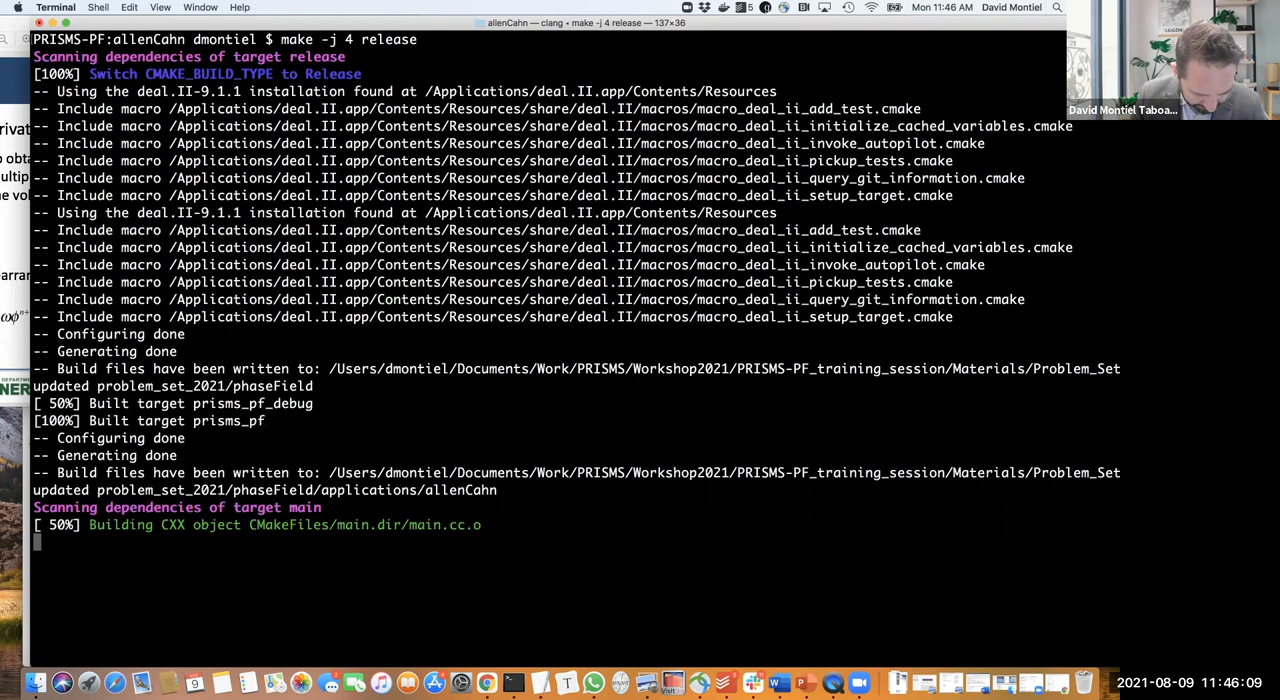 Terminal Shell Edit View Window Help
5
Mon 11:46 AM David Montiel
allenCahn — clang • make -j 4 release — 137×36
PRISMS-PF:allenCahn dmontiel $ make -j 4 release
Scanning dependencies of target release
[100%] Switch CMAKE_BUILD_TYPE to Release
-- Using the deal.II-9.1.1 installation found at /Applications/deal.II.app/Contents/Resources
-- Include macro /Applications/deal.II.app/Contents/Resources/share/deal.II/macros/macro_deal_ii_add_test.cmake
-- Include macro /Applications/deal.II.app/Contents/Resources/share/deal.II/macros/macro_deal_ii_initialize_cached_variables.cmake
-- Include macro /Applications/deal.II.app/Contents/Resources/share/deal.II/macros/macro_deal_ii_invoke_autopilot.cmake
-- Include macro /Applications/deal.II.app/Contents/Resources/share/deal.II/macros/macro_deal_ii_pickup_tests.cmake
-- Include macro /Applications/deal.II.app/Contents/Resources/share/deal.II/macros/macro_deal_ii_query_git_information.cmake
-- Include macro /Applications/deal.II.app/Contents/Resources/share/deal.II/macros/macro_deal_ii_setup_target.cmake
-- Using the deal.II-9.1.1 installation found at /Applications/deal.II.app/Contents/Resources
-- Include macro /Applications/deal.II.app/Contents/Resources/share/deal.II/macros/macro_deal_ii_add_test.cmake
-- Include macro /Applications/deal.II.app/Contents/Resources/share/deal.II/macros/macro_deal_ii_initialize_cached_variables.cmake
-- Include macro /Applications/deal.II.app/Contents/Resources/share/deal.II/macros/macro_deal_ii_invoke_autopilot.cmake
-- Include macro /Applications/deal.II.app/Contents/Resources/share/deal.II/macros/macro_deal_ii_pickup_tests.cmake
-- Include macro /Applications/deal.II.app/Contents/Resources/share/deal.II/macros/macro_deal_ii_query_git_information.cmake
-- Include macro /Applications/deal.II.app/Contents/Resources/share/deal.II/macros/macro_deal_ii_setup_target.cmake
-- Configuring done
-- Generating done
-- Build files have been written to: /Users/dmontiel/Documents/Work/PRISMS/Workshop2021/PRISMS-PF_training_session/Materials/Problem_Set
updated problem_set_2021/phaseField
[ 50%] Built target prisms_pf_debug
[100%] Built target prisms_pf
-- Configuring done
-- Generating done
-- Build files have been written to: /Users/dmontiel/Documents/Work/PRISMS/Workshop2021/PRISMS-PF_training_session/Materials/Problem_Set
updated problem_set_2021/phaseField/applications/allenCahn
Scanning dependencies of target main
[ 50%] Building CXX object CMakeFiles/main.dir/main.cc.o
David Montiel Taboa...
rivat
o obta
ultip
e vol
earran
ωϕⁿ⁺
DEPARTM
NER
9
2021-08-09 11:46:09